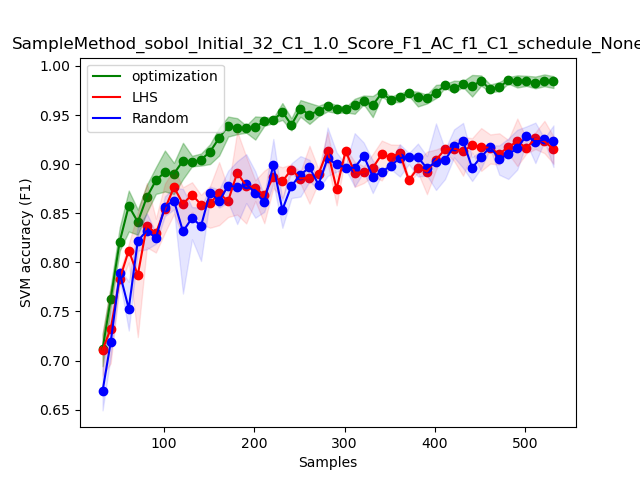 SampleMethod_sobol_Initial_32_C1_1.0_Score_F1_AC_f1_C1_schedule_None
optimization
LHS
Random
1.00
0.95
0.90
0.85
0.80
0.75
0.70
0.65
SVM accuracy (F1)
100 200 300 400 500
Samples